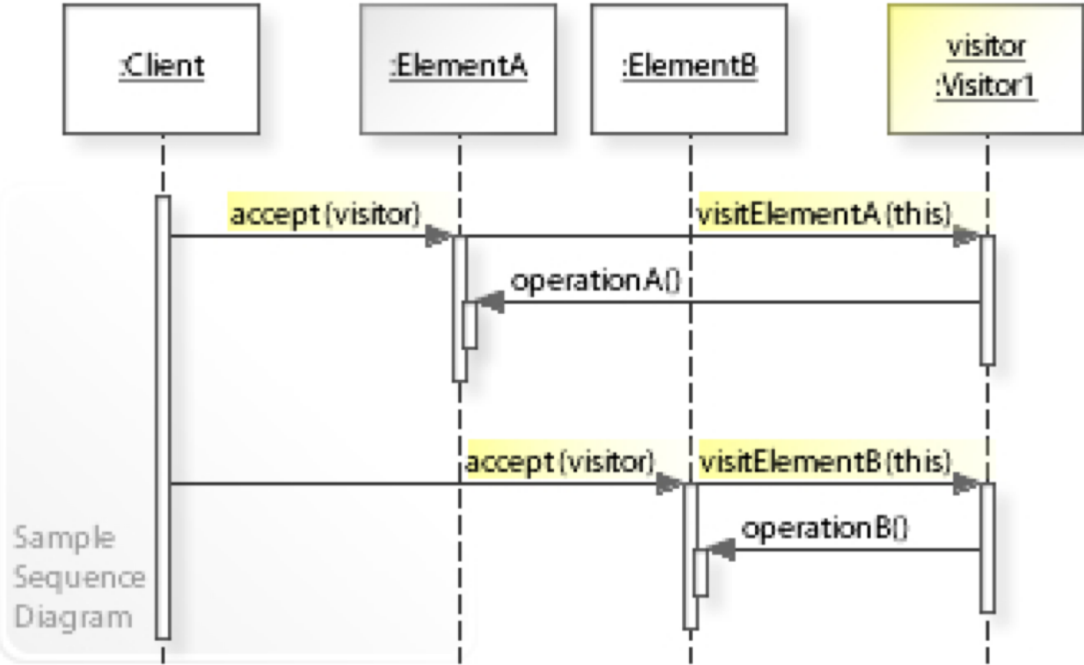 :Client
:ElementA
:ElementB
visitor
:Visitor1
accept(visitor)
visitElementA(this)
operationA()
accept(visitor)
visitElementB(this)
operationB()
Sample
Sequence
Diagram